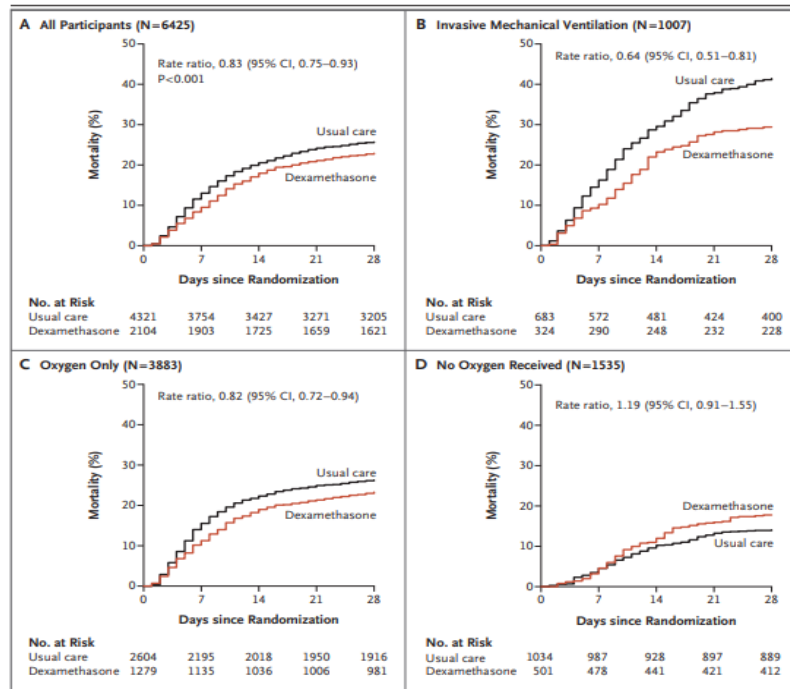 A All Participants (N=6425)
50
40
30
20
10
0
Mortality (%)
Rate ratio, 0.83 (95% CI, 0.75–0.93)
P<0.001
Usual care
Dexamethasone
0 7 14 21 28
Days since Randomization
No. at Risk
Usual care 4321 3754 3427 3271 3205
Dexamethasone 2104 1903 1725 1659 1621
B Invasive Mechanical Ventilation (N=1007)
50
40
30
20
10
0
Mortality (%)
Rate ratio, 0.64 (95% CI, 0.51–0.81)
Usual care
Dexamethasone
0 7 14 21 28
Days since Randomization
No. at Risk
Usual care 683 572 481 424 400
Dexamethasone 324 290 248 232 228
C Oxygen Only (N=3883)
50
40
30
20
10
0
Mortality (%)
Rate ratio, 0.82 (95% CI, 0.72–0.94)
Usual care
Dexamethasone
0 7 14 21 28
Days since Randomization
No. at Risk
Usual care 2604 2195 2018 1950 1916
Dexamethasone 1279 1135 1036 1006 981
D No Oxygen Received (N=1535)
50
40
30
20
10
0
Mortality (%)
Rate ratio, 1.19 (95% CI, 0.91–1.55)
Dexamethasone
Usual care
0 7 14 21 28
Days since Randomization
No. at Risk
Usual care 1034 987 928 897 889
Dexamethasone 501 478 441 421 412